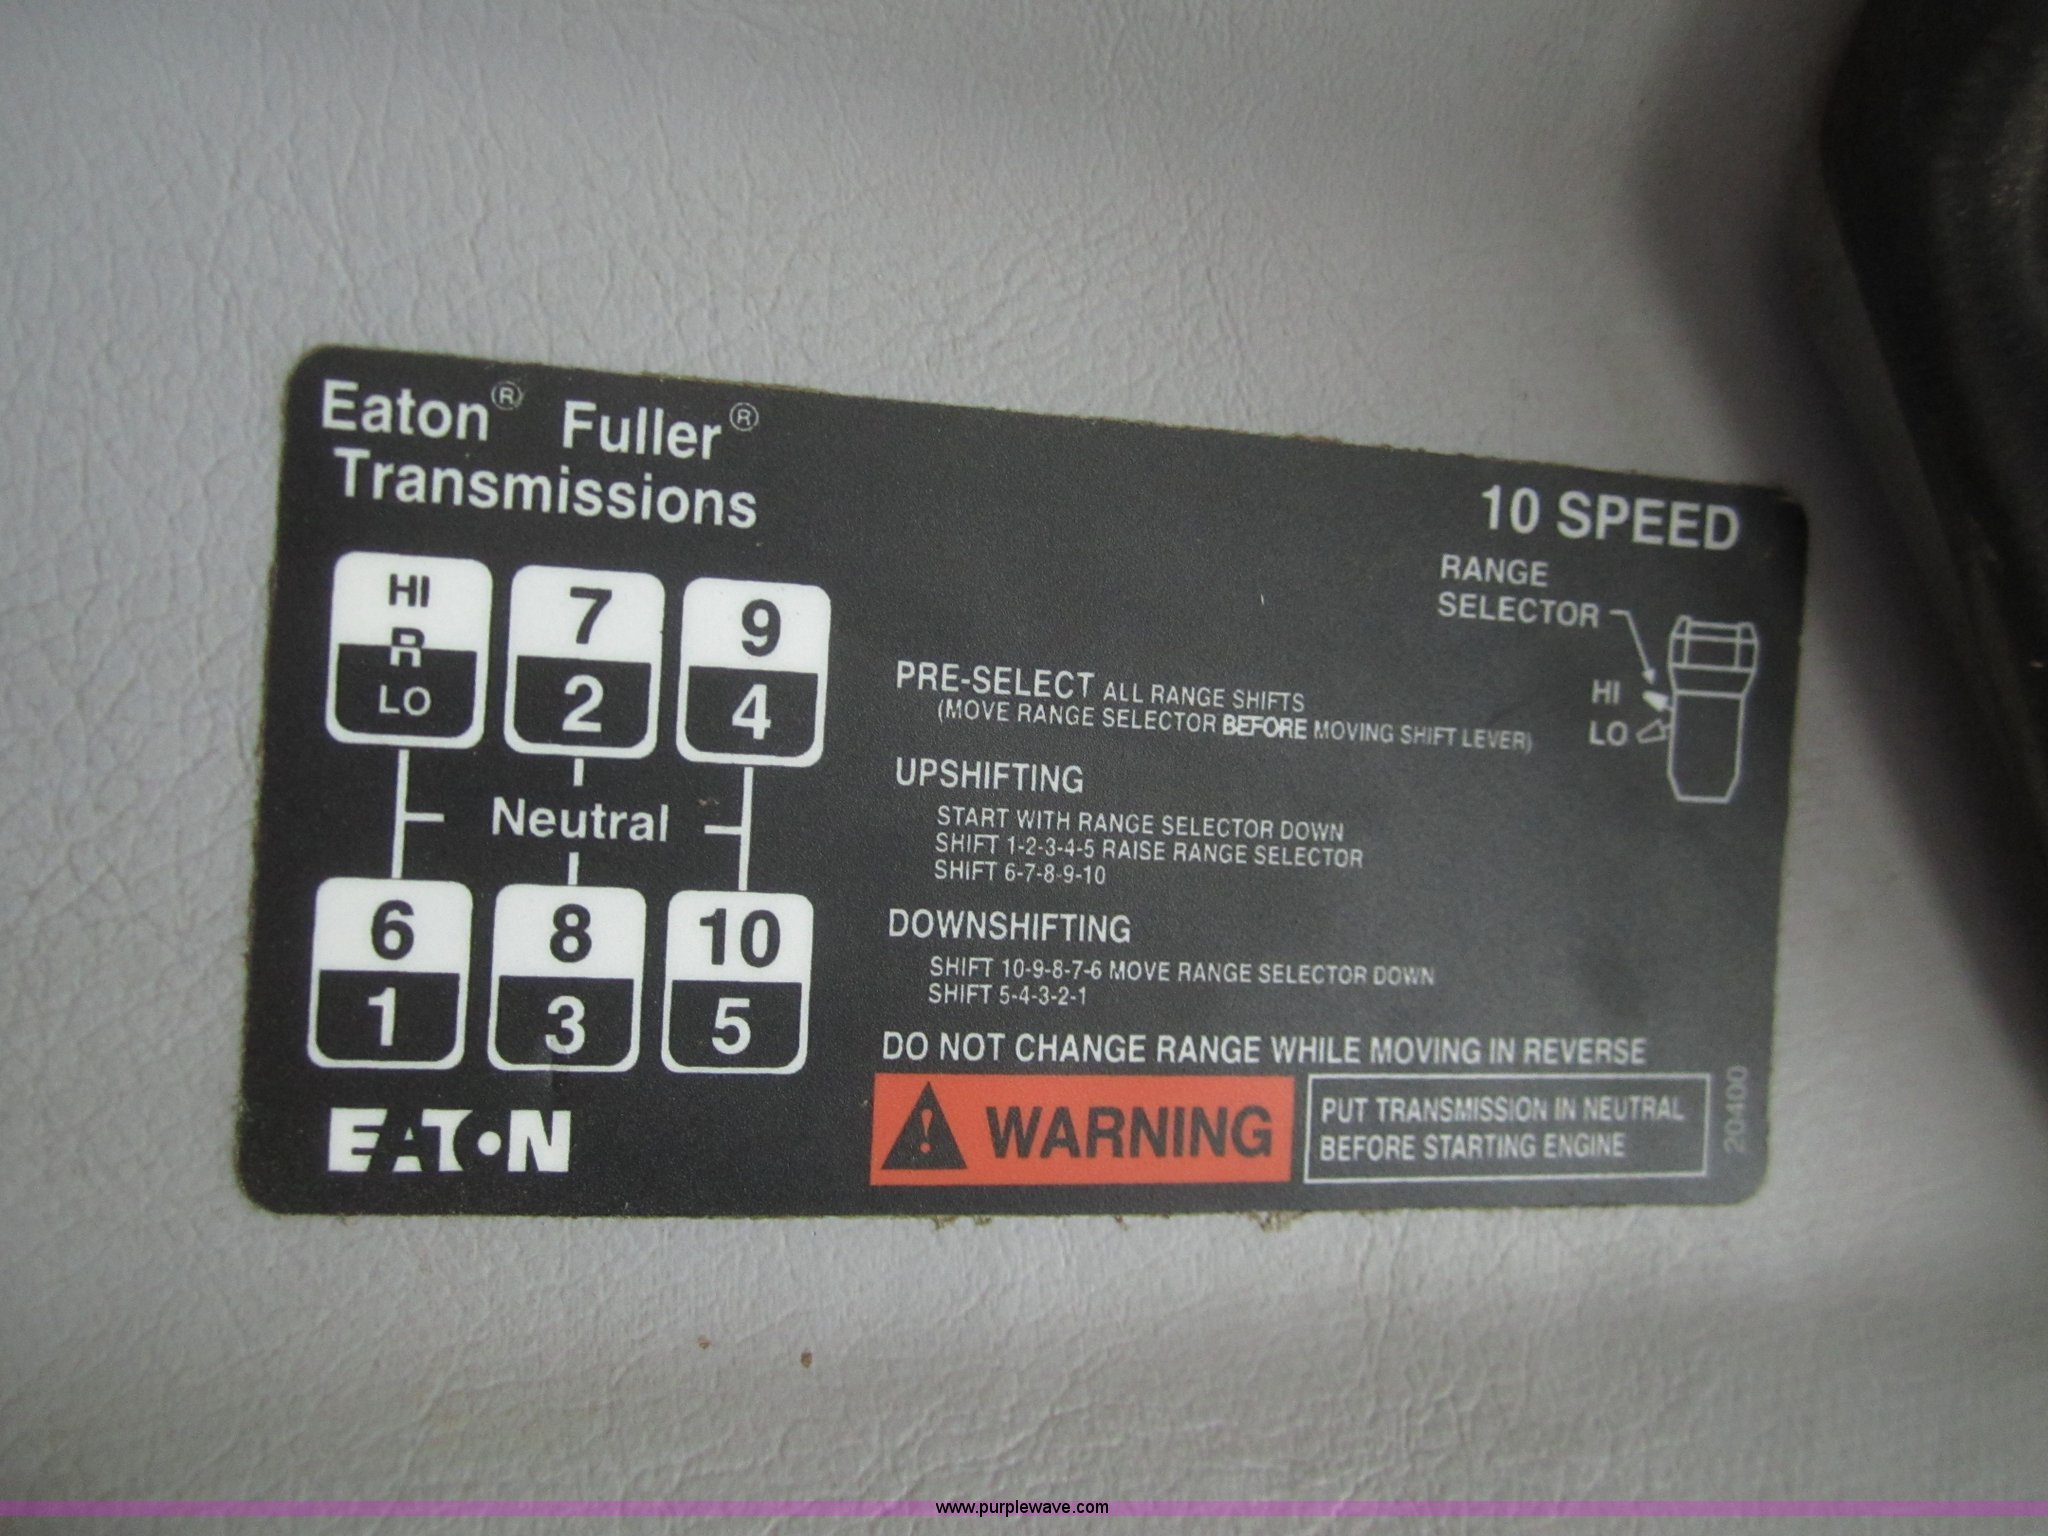 Eaton® Fuller®
Transmissions
10 SPEED
RANGE
SELECTOR
HI
LO
HI
R
LO
7
2
9
4
Neutral
6
1
8
3
10
5
PRE-SELECT ALL RANGE SHIFTS
(MOVE RANGE SELECTOR BEFORE MOVING SHIFT LEVER)
UPSHIFTING
START WITH RANGE SELECTOR DOWN
SHIFT 1-2-3-4-5 RAISE RANGE SELECTOR
SHIFT 6-7-8-9-10
DOWNSHIFTING
SHIFT 10-9-8-7-6 MOVE RANGE SELECTOR DOWN
SHIFT 5-4-3-2-1
DO NOT CHANGE RANGE WHILE MOVING IN REVERSE
WARNING
PUT TRANSMISSION IN NEUTRAL
BEFORE STARTING ENGINE
20400
EATON
www.purplewave.com